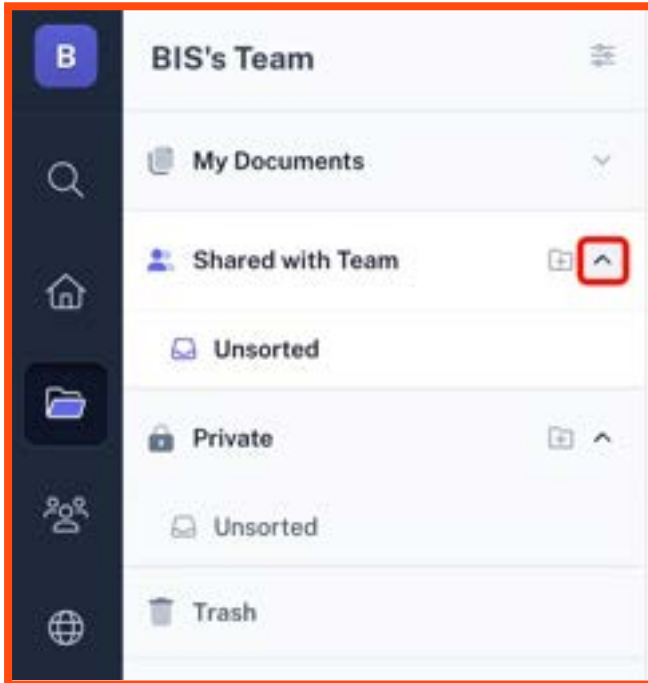 B
BIS's Team
My Documents
Shared with Team
Unsorted
Private
Unsorted
Trash